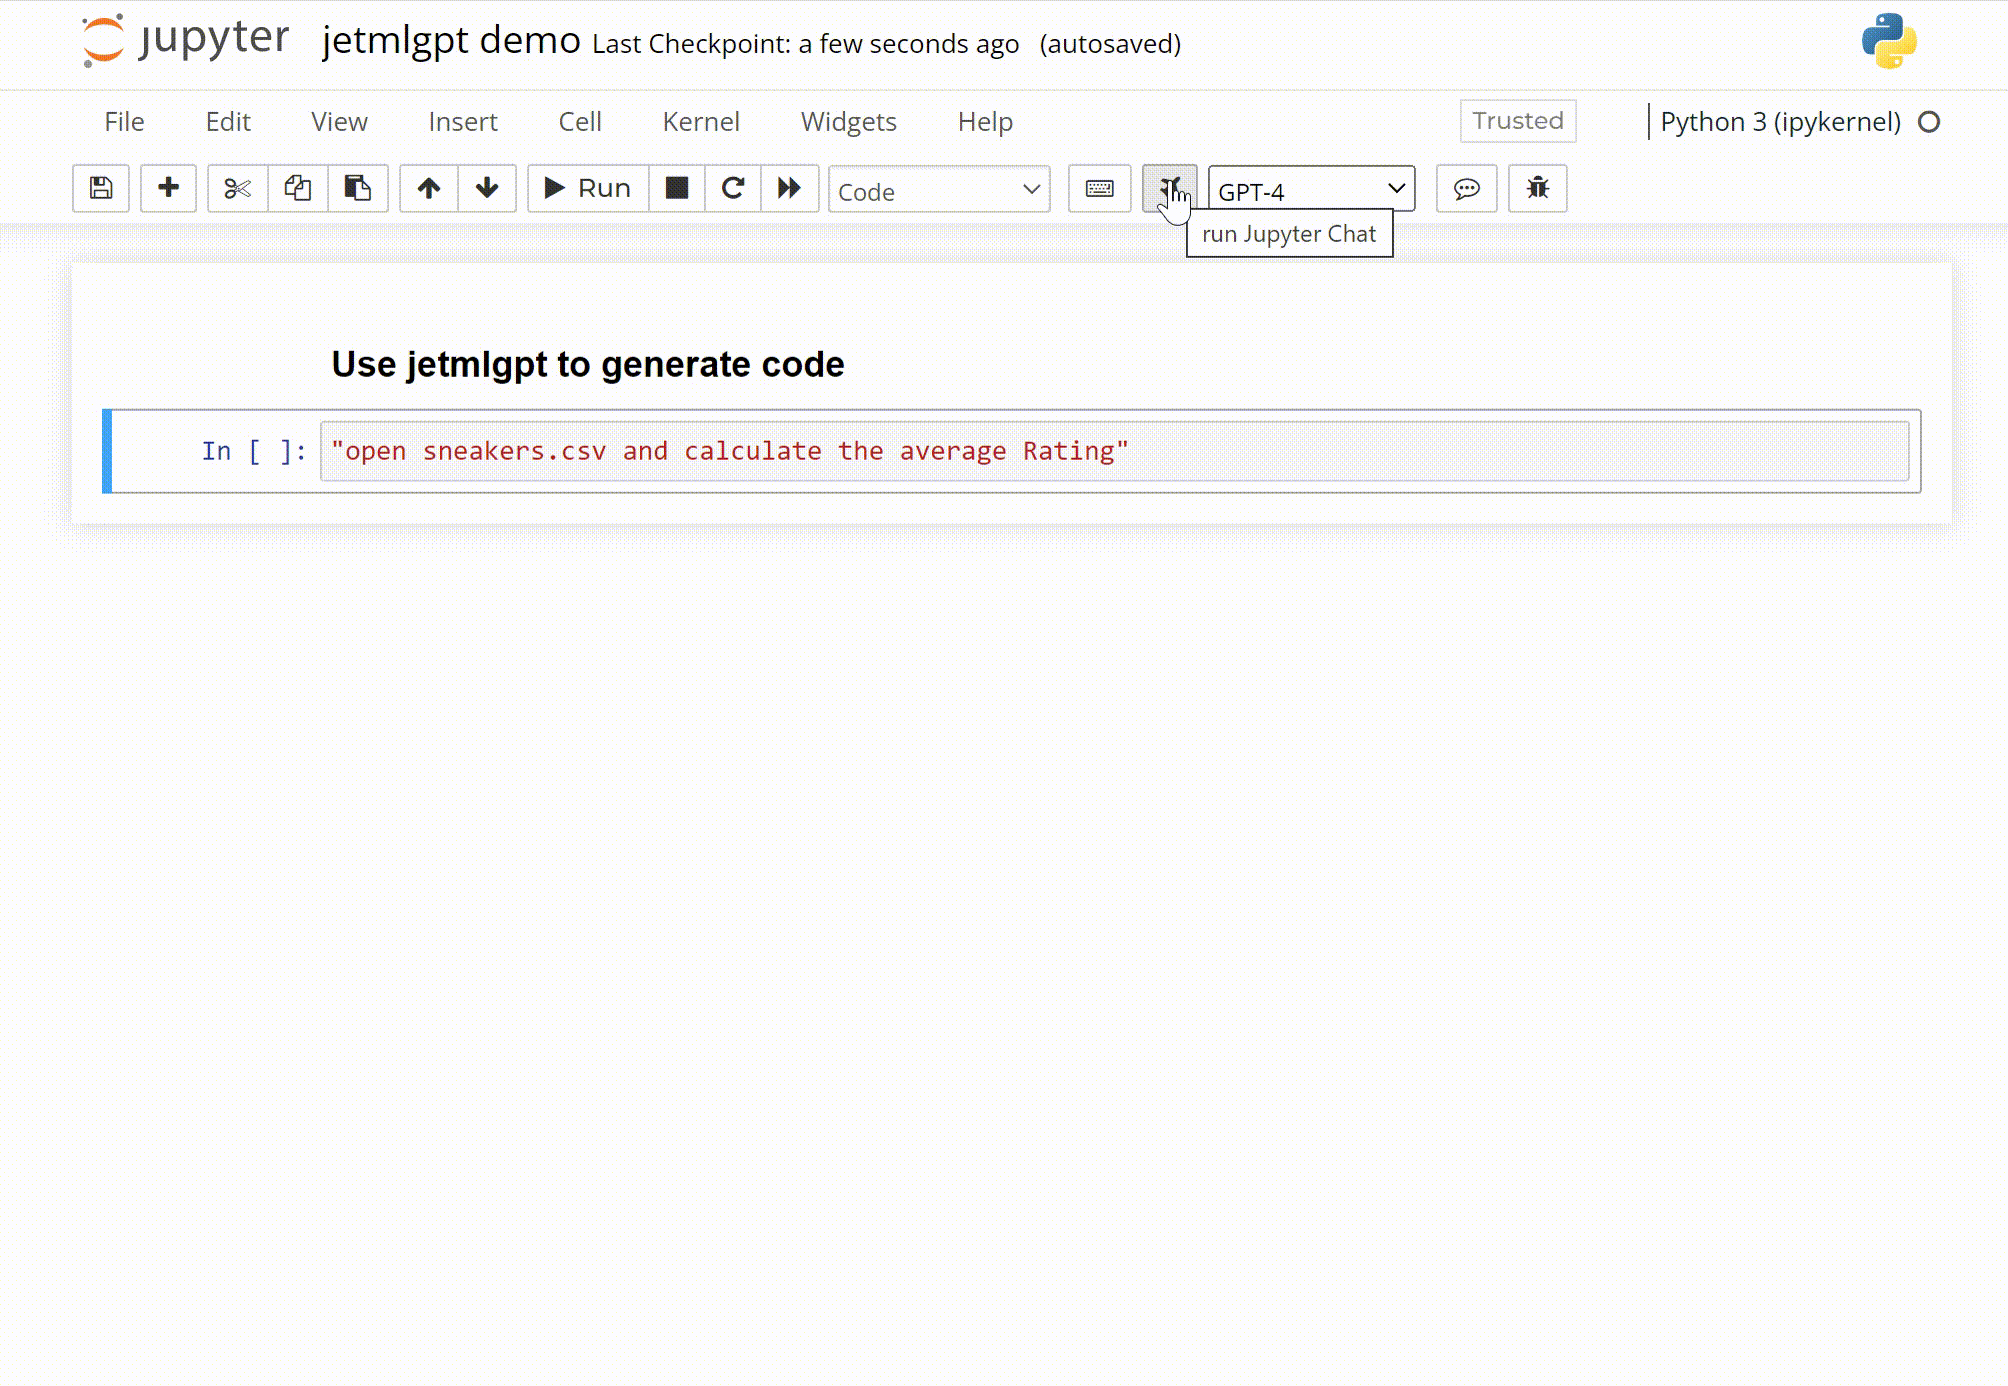 jupyter jetmlgpt demo Last Checkpoint: a few seconds ago (autosaved)
File Edit View Insert Cell Kernel Widgets Help Trusted Python 3 (ipykernel)
Run Code GPT-4
run Jupyter Chat
Use jetmlgpt to generate code
In [ ]: "open sneakers.csv and calculate the average Rating"